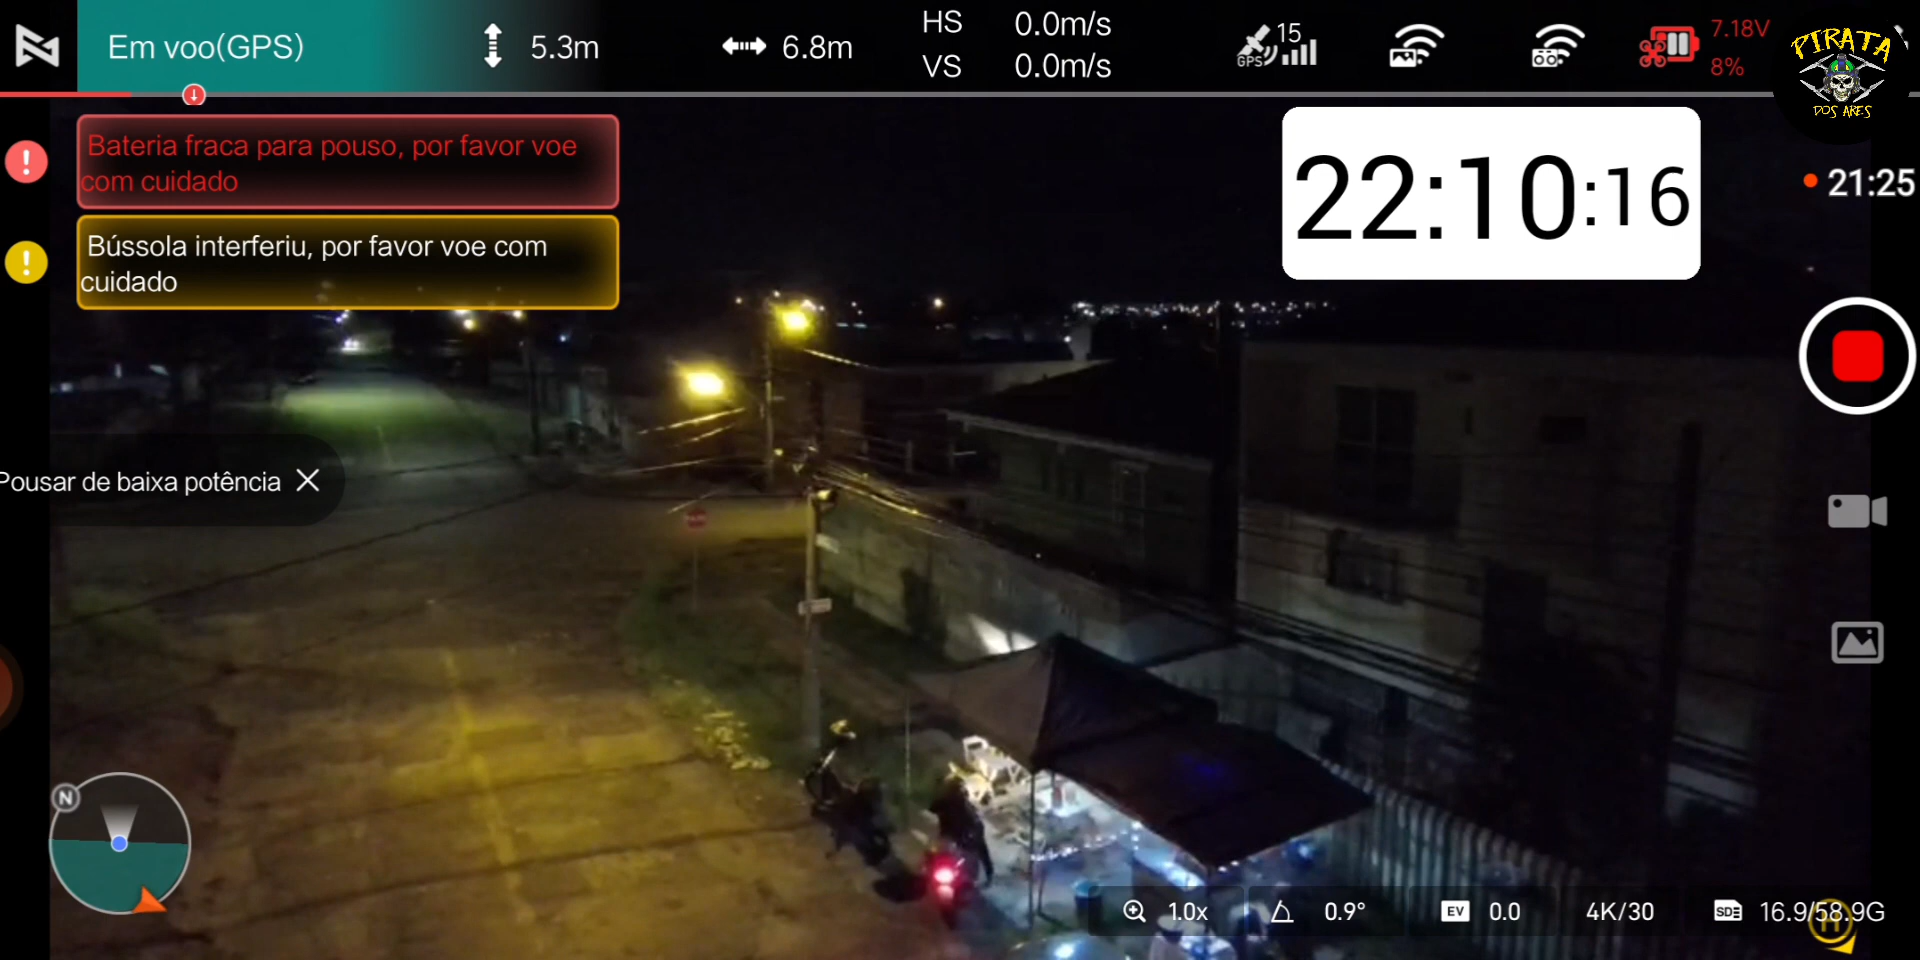 Em voo(GPS)
5.3m
6.8m
HS 0.0m/s
VS 0.0m/s
GPS 15
7.18V
8%
PIRATA
DOS ARES
Bateria fraca para pouso, por favor voe
com cuidado
Bússola interferiu, por favor voe com
cuidado
22:10:16
21:25
Pousar de baixa potência
N
1.0x
0.9°
EV 0.0
4K/30
SD 16.9/58.9G
H